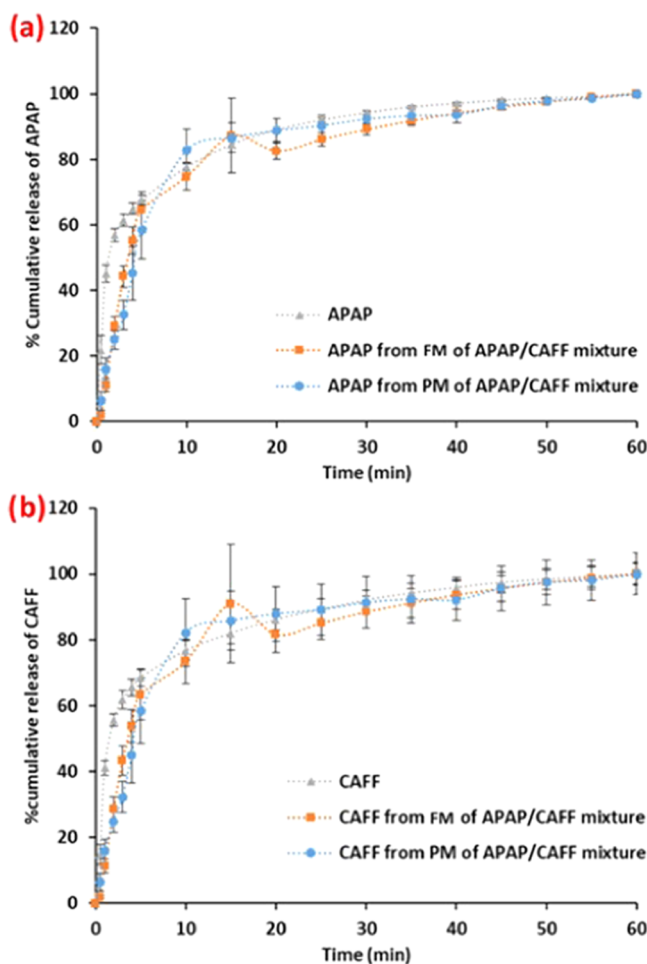 (a)
120
100
80
60
40
20
0
% Cumulative release of APAP
APAP
APAP from FM of APAP/CAFF mixture
APAP from PM of APAP/CAFF mixture
0 10 20 30 40 50 60
Time (min)
(b)
120
100
80
60
40
20
0
%cumulative release of CAFF
CAFF
CAFF from FM of APAP/CAFF mixture
CAFF from PM of APAP/CAFF mixture
0 10 20 30 40 50 60
Time (min)